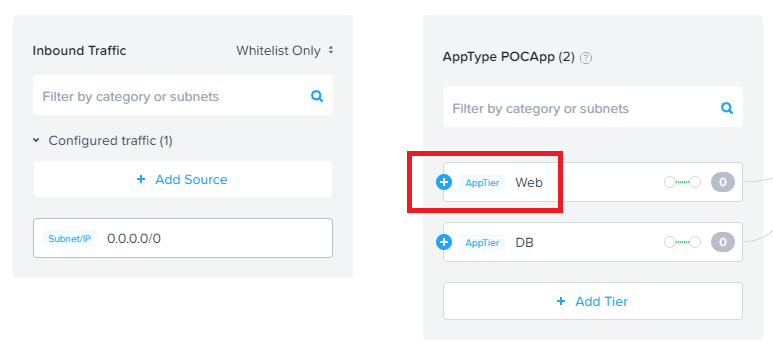 Inbound Traffic
Whitelist Only
Filter by category or subnets
Configured traffic (1)
+ Add Source
Subnet/IP 0.0.0.0/0
AppType POCApp (2) ?
Filter by category or subnets
+ AppTier Web 0
+ AppTier DB 0
+ Add Tier